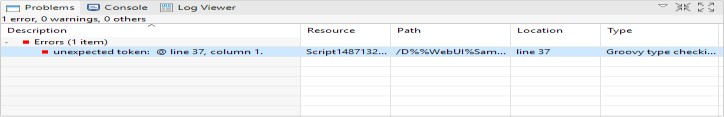 Problems Console Log Viewer
1 error, 0 warnings, 0 others
Description Resource Path Location Type
Errors (1 item)
unexpected token: @ line 37, column 1. Script1487132... /D%%WebUI%Sam... line 37 Groovy type checki...